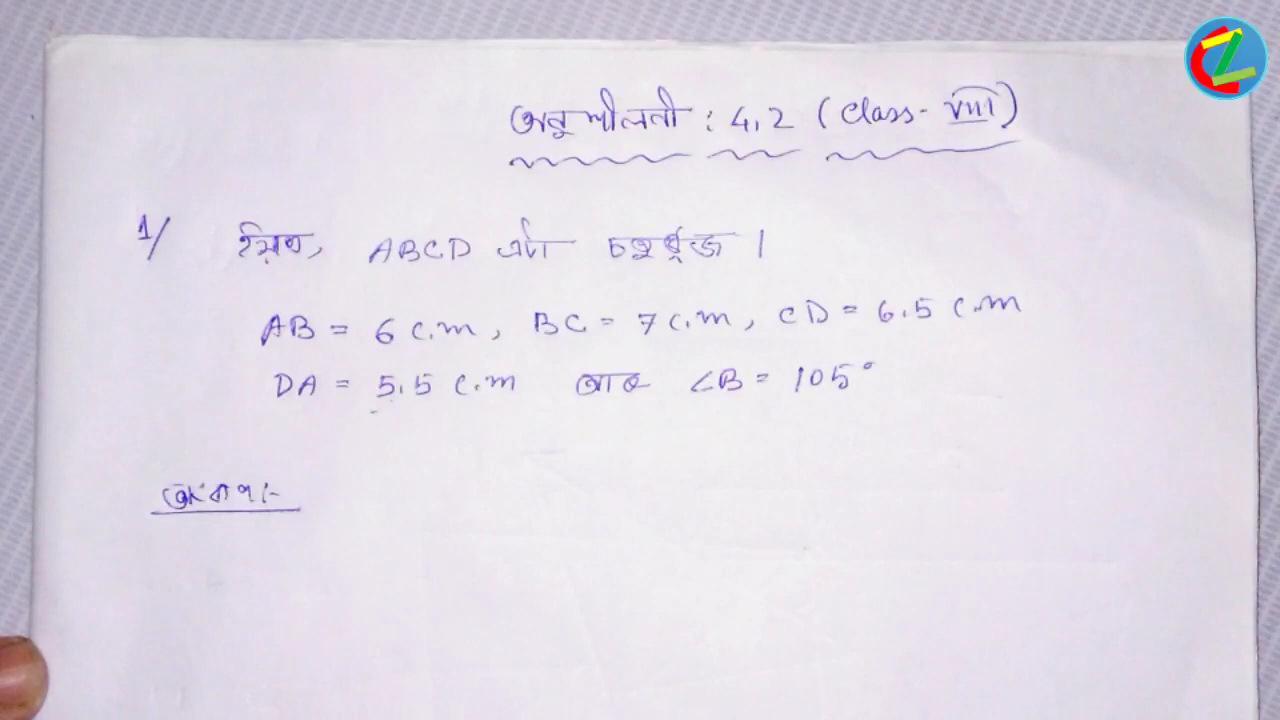 অনুশীলনী : 4.2 (Class - VIII)
1/ ABCD এটা চতুৰ্ভুজ ।
AB = 6 c.m, BC = 7 c.m, CD = 6.5 c.m
DA = 5.5 c.m আৰু ∠B = 105°